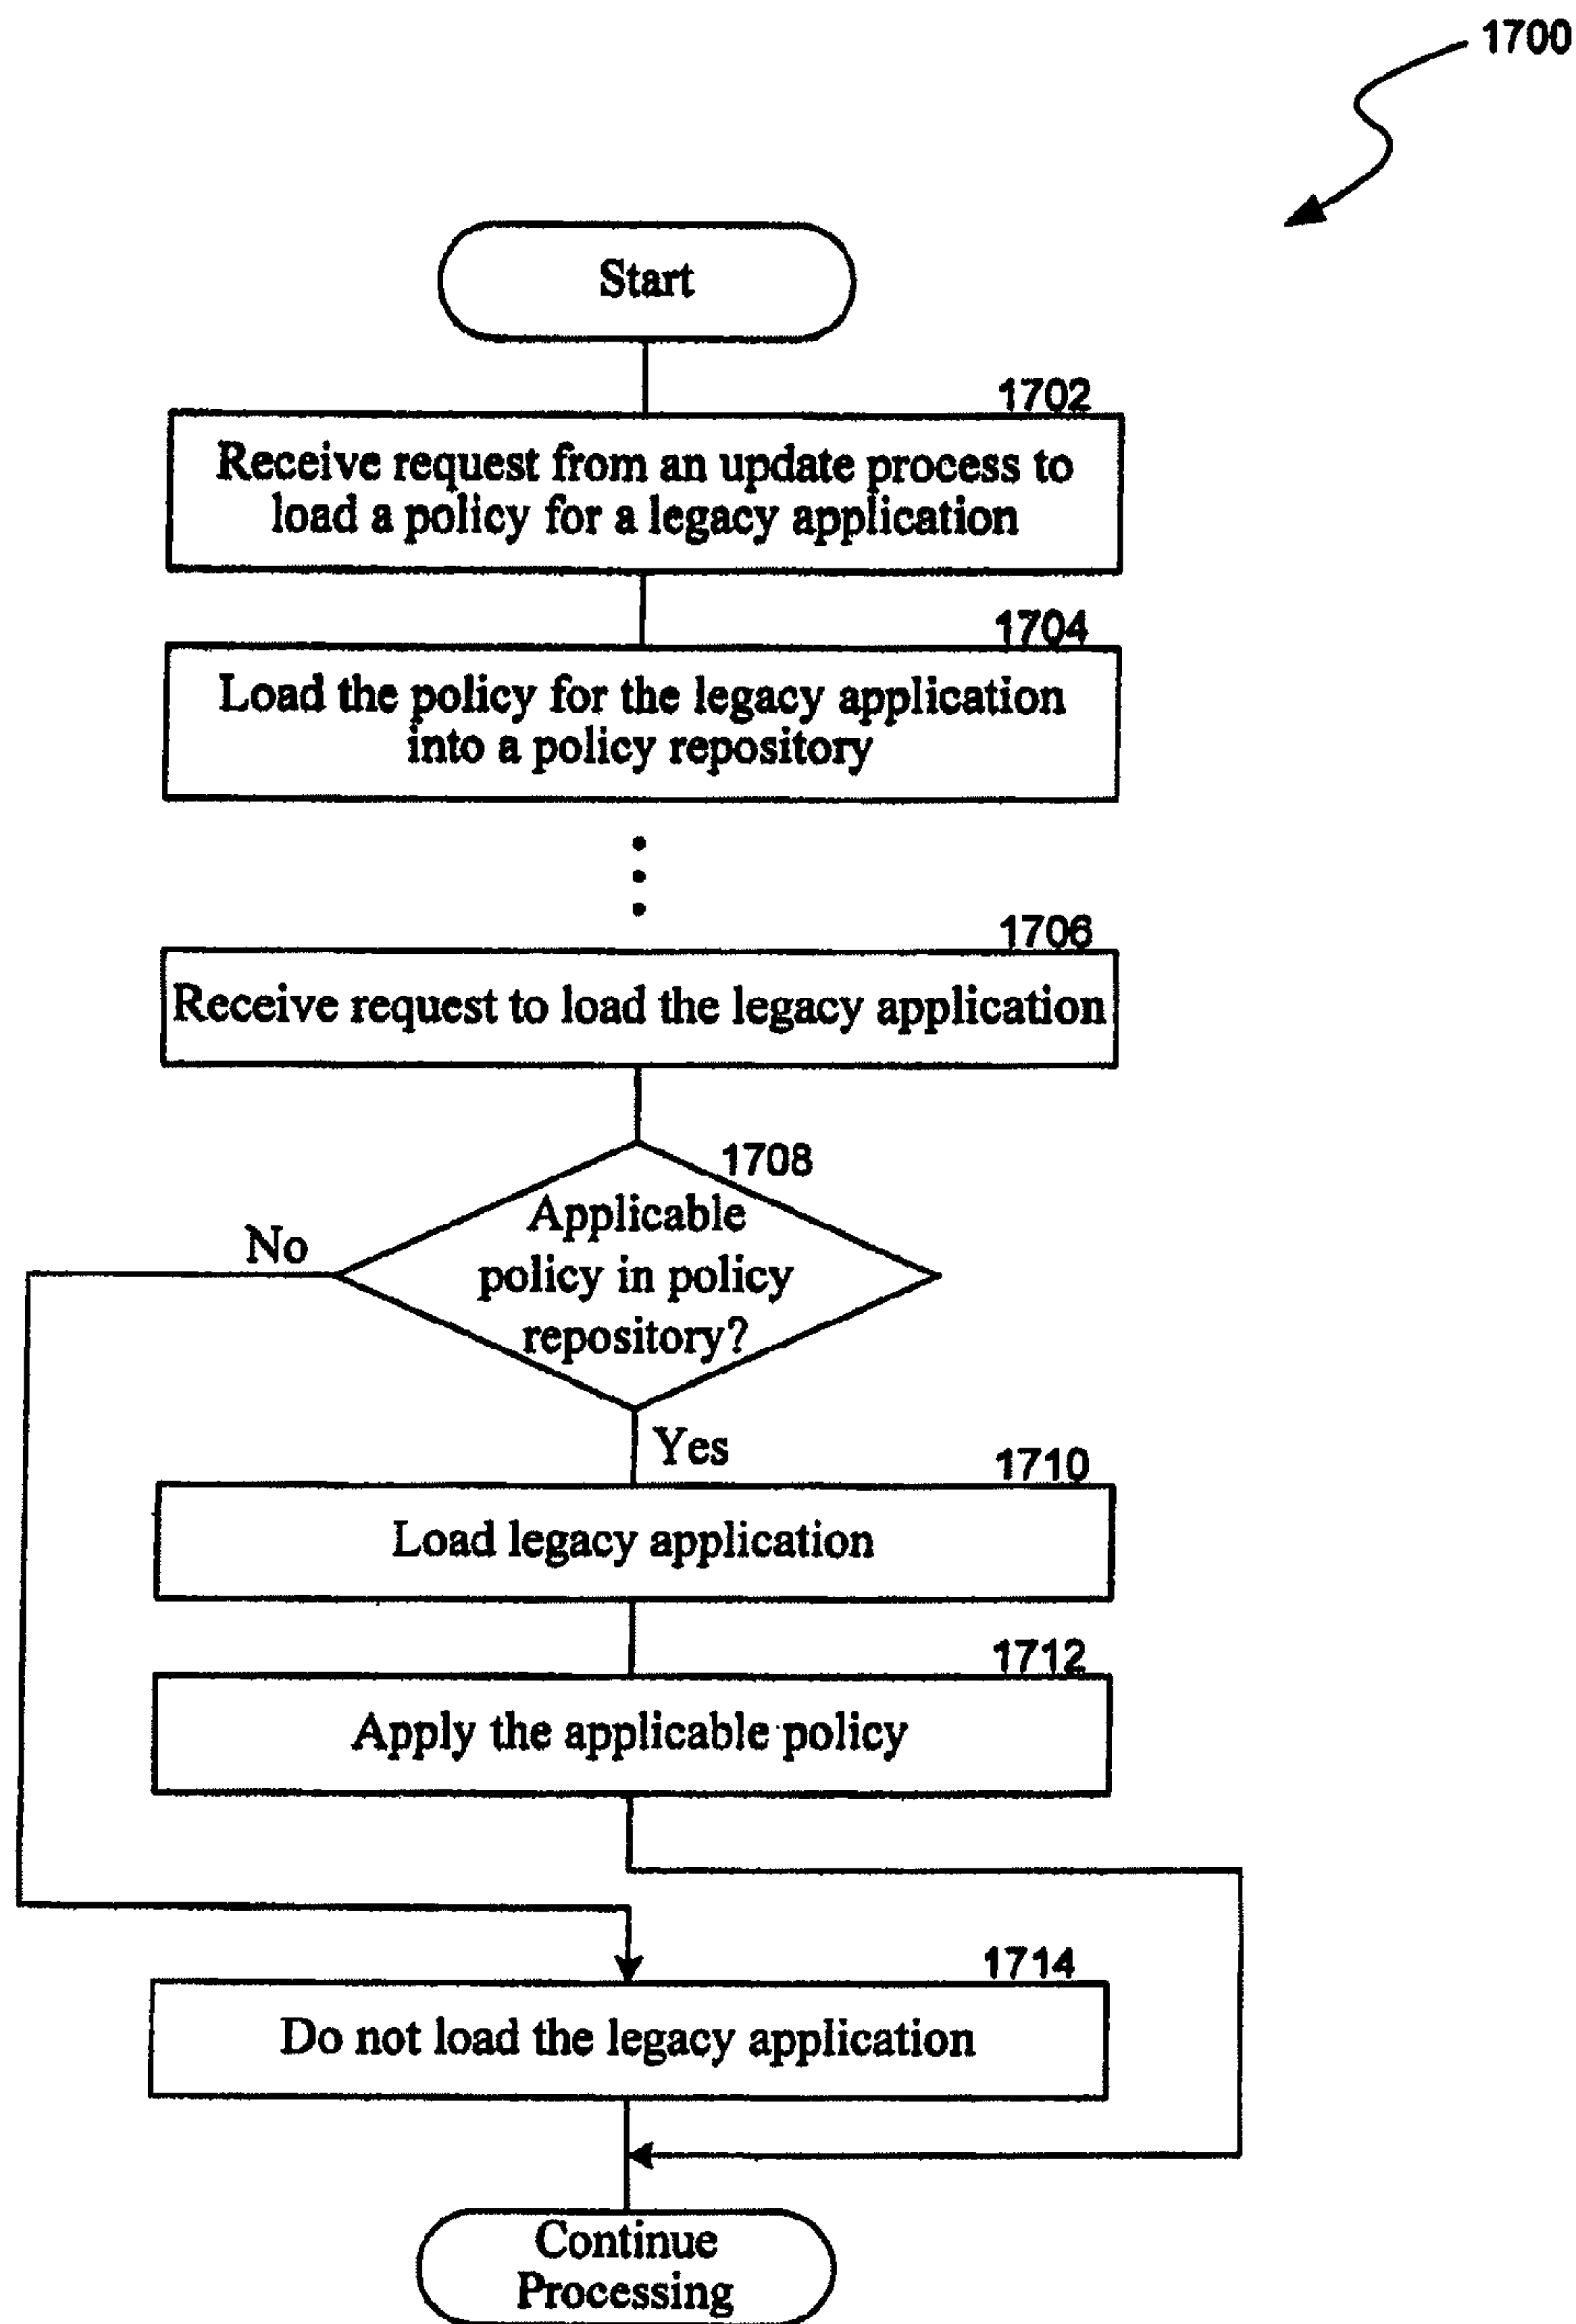 1700
Start
1702
Receive request from an update process to
load a policy for a legacy application
1704
Load the policy for the legacy application
into a policy repository
1706
Receive request to load the legacy application
1708
Applicable
policy in policy
repository?
No
Yes
1710
Load legacy application
1712
Apply the applicable policy
1714
Do not load the legacy application
Continue
Processing